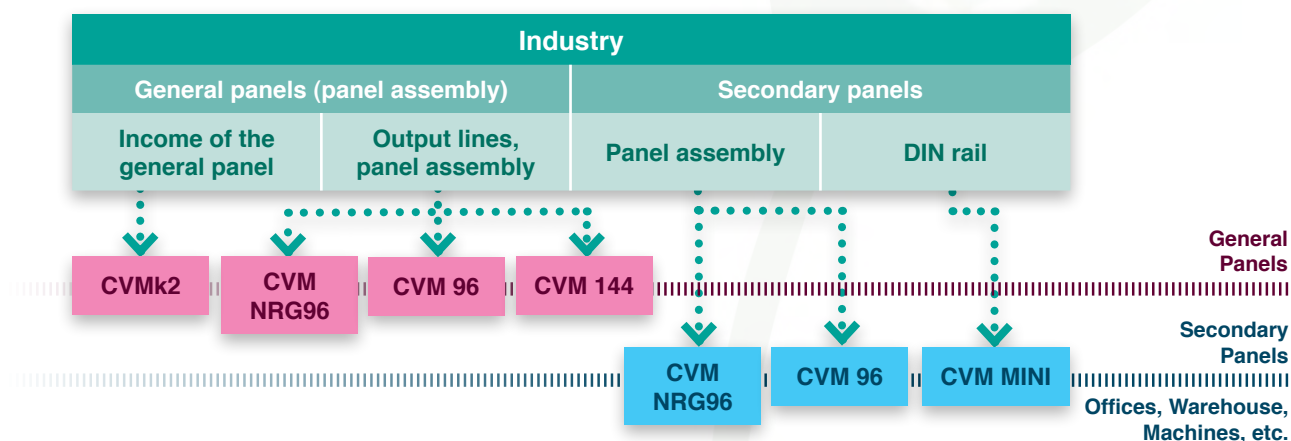 Industry
General panels (panel assembly)
Secondary panels
Income of the
general panel
Output lines,
panel assembly
Panel assembly
DIN rail
General
Panels
CVMk2
CVM
NRG96
CVM 96
CVM 144
Secondary
Panels
CVM
NRG96
CVM 96
CVM MINI
Offices, Warehouse,
Machines, etc.